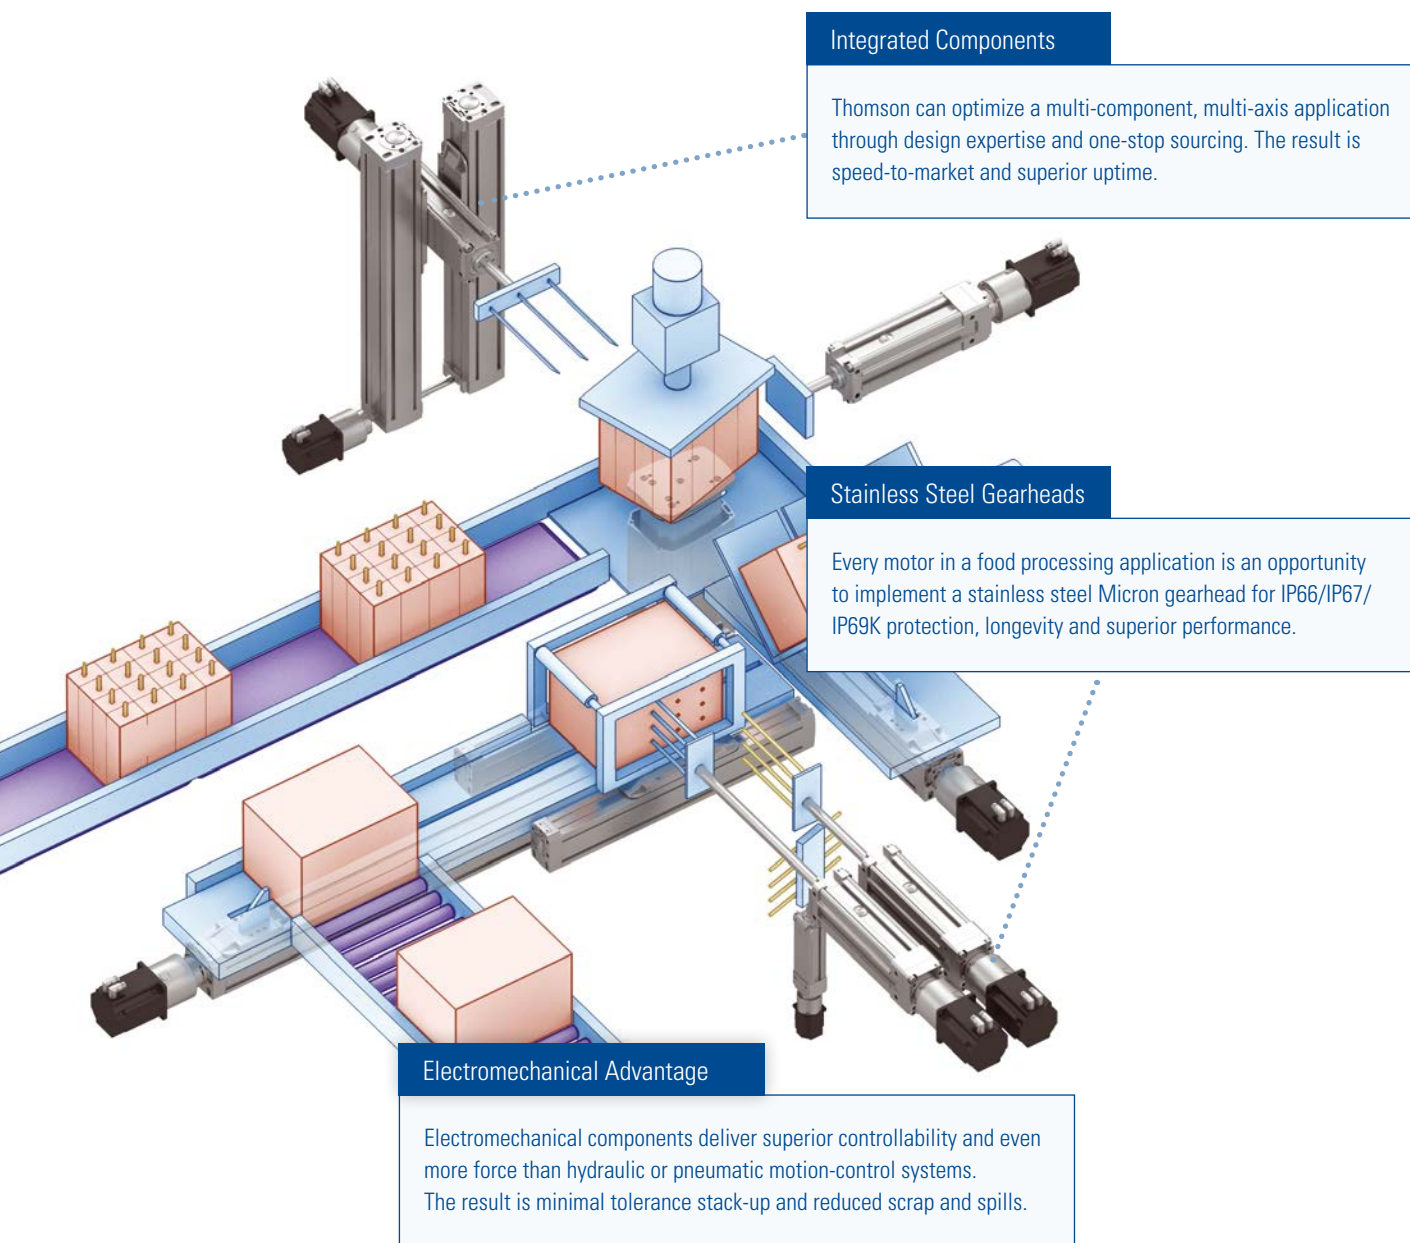 Integrated Components
Thomson can optimize a multi-component, multi-axis application
through design expertise and one-stop sourcing. The result is
speed-to-market and superior uptime.
Stainless Steel Gearheads
Every motor in a food processing application is an opportunity
to implement a stainless steel Micron gearhead for IP66/IP67/
IP69K protection, longevity and superior performance.
Electromechanical Advantage
Electromechanical components deliver superior controllability and even
more force than hydraulic or pneumatic motion-control systems.
The result is minimal tolerance stack-up and reduced scrap and spills.